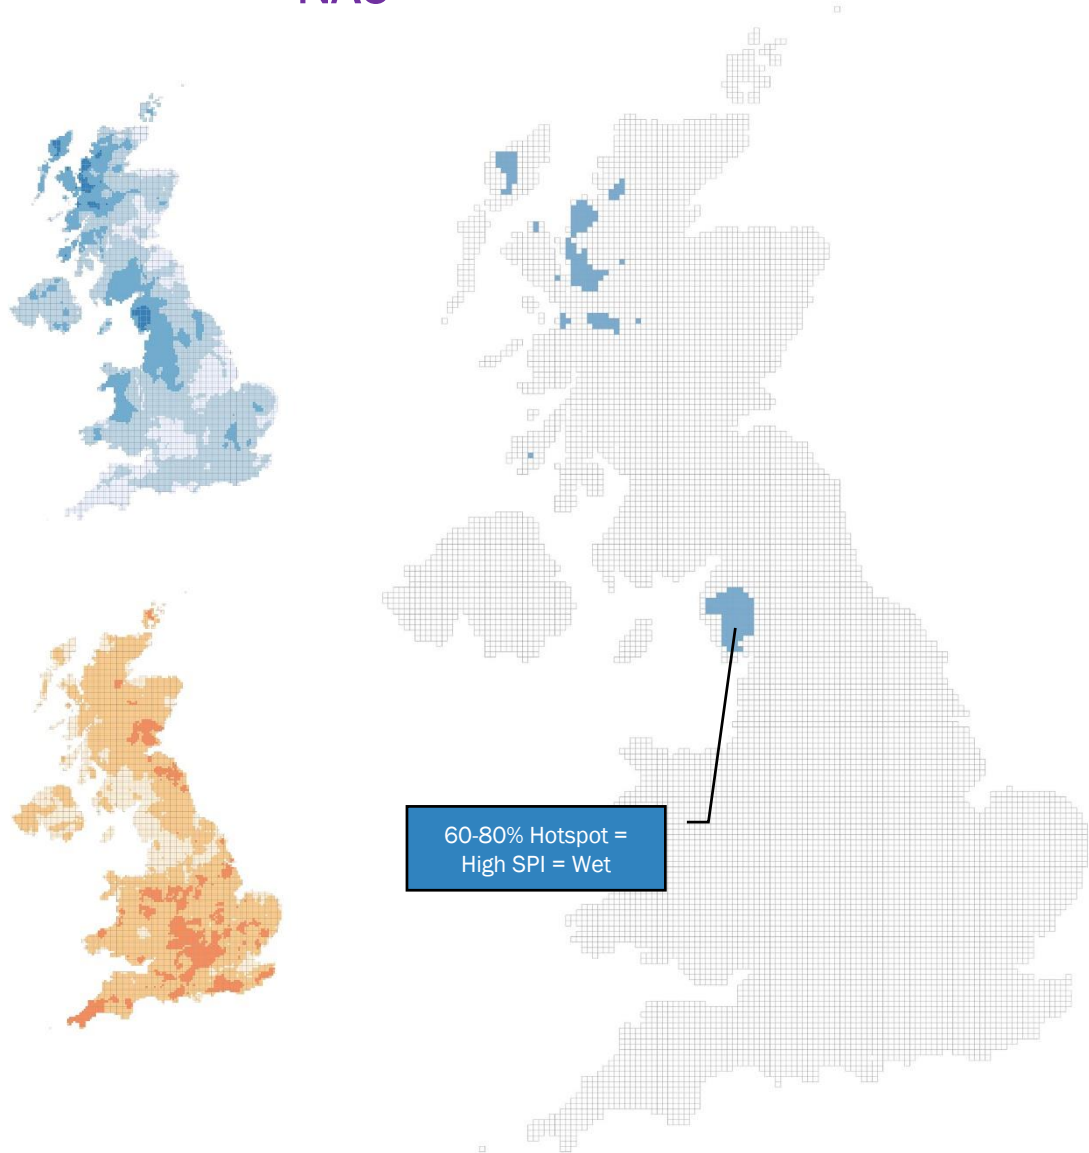 60-80% Hotspot =
High SPI = Wet